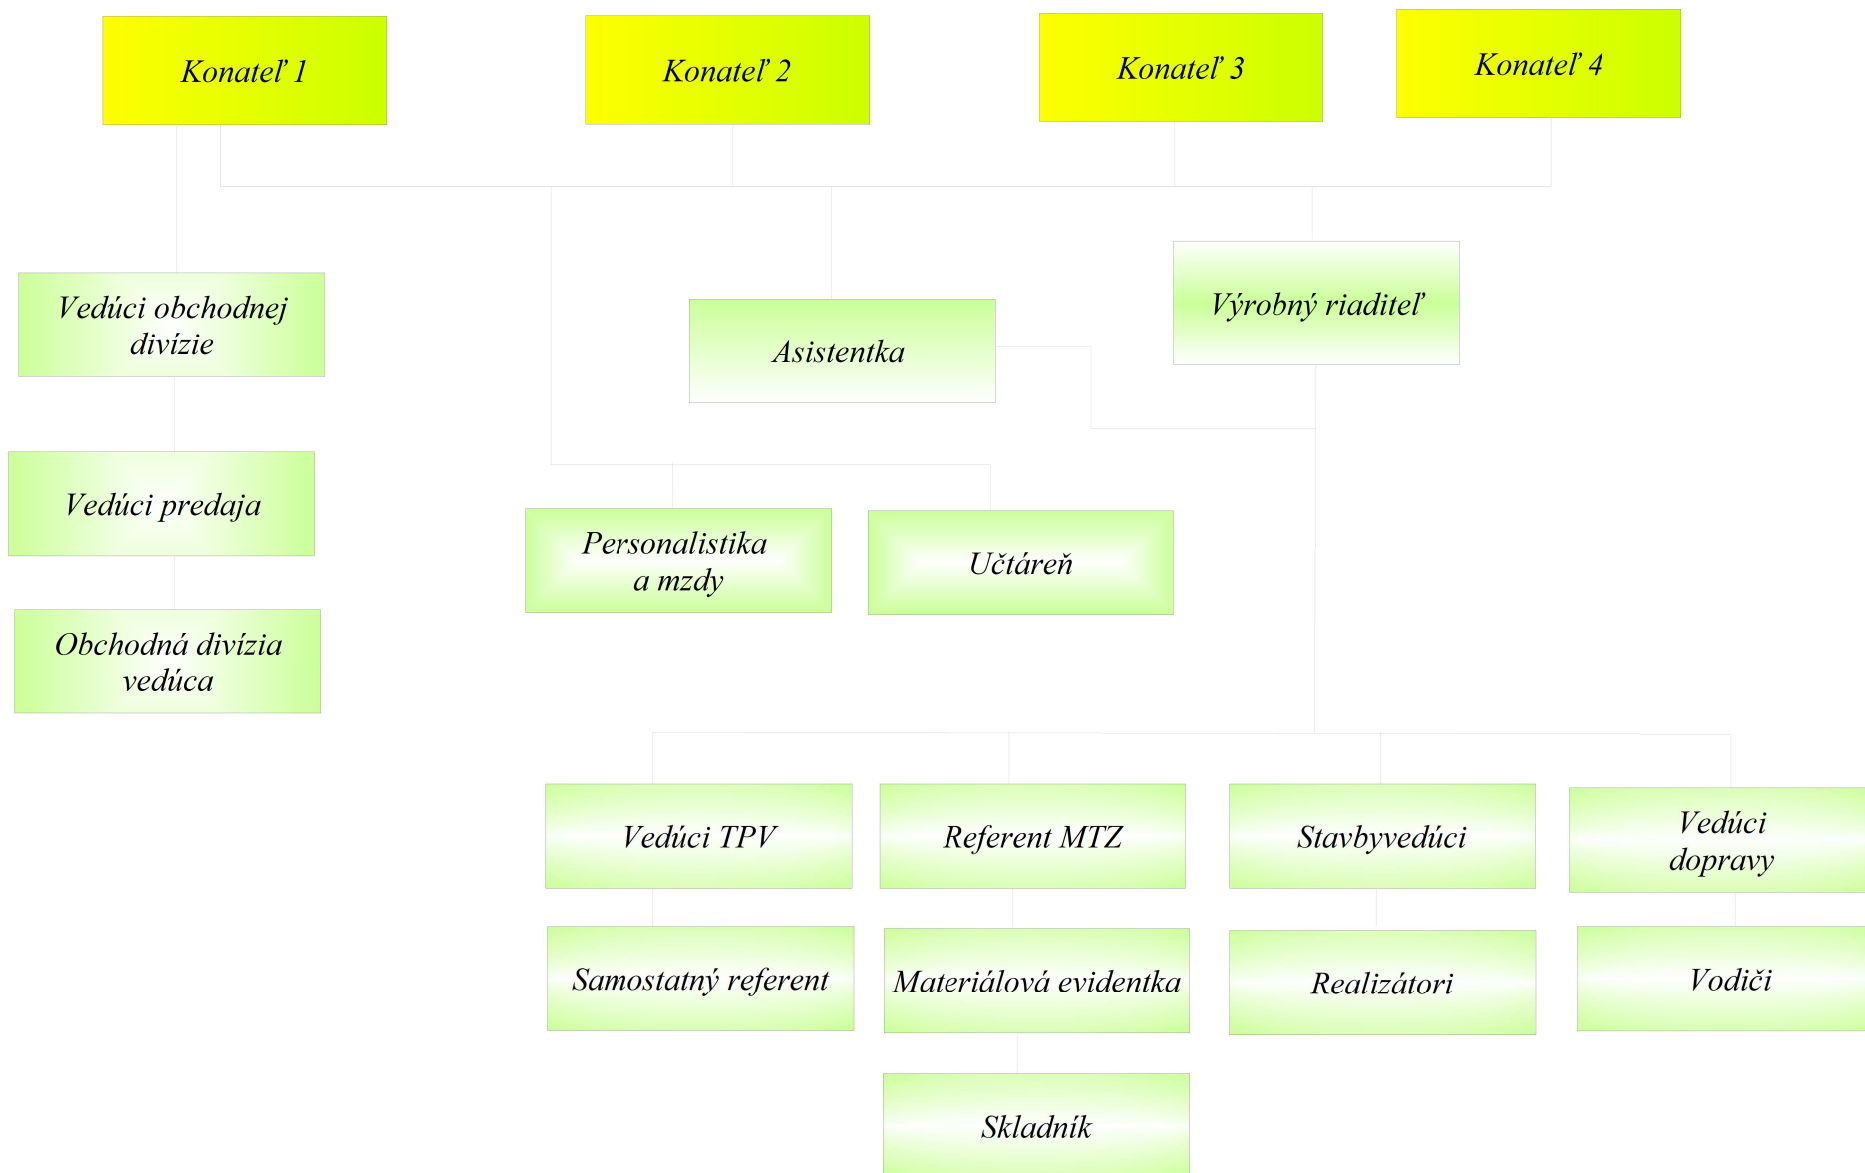 Konateľ 1
Konateľ 2
Konateľ 3
Konateľ 4
Vedúci obchodnej
divízie
Asistentka
Výrobný riaditeľ
Vedúci predaja
Personalistika
a mzdy
Učtáreň
Obchodná divízia
vedúca
Vedúci TPV
Referent MTZ
Stavbyvedúci
Vedúci
dopravy
Samostatný referent
Materiálová evidentka
Realizátori
Vodiči
Skladník